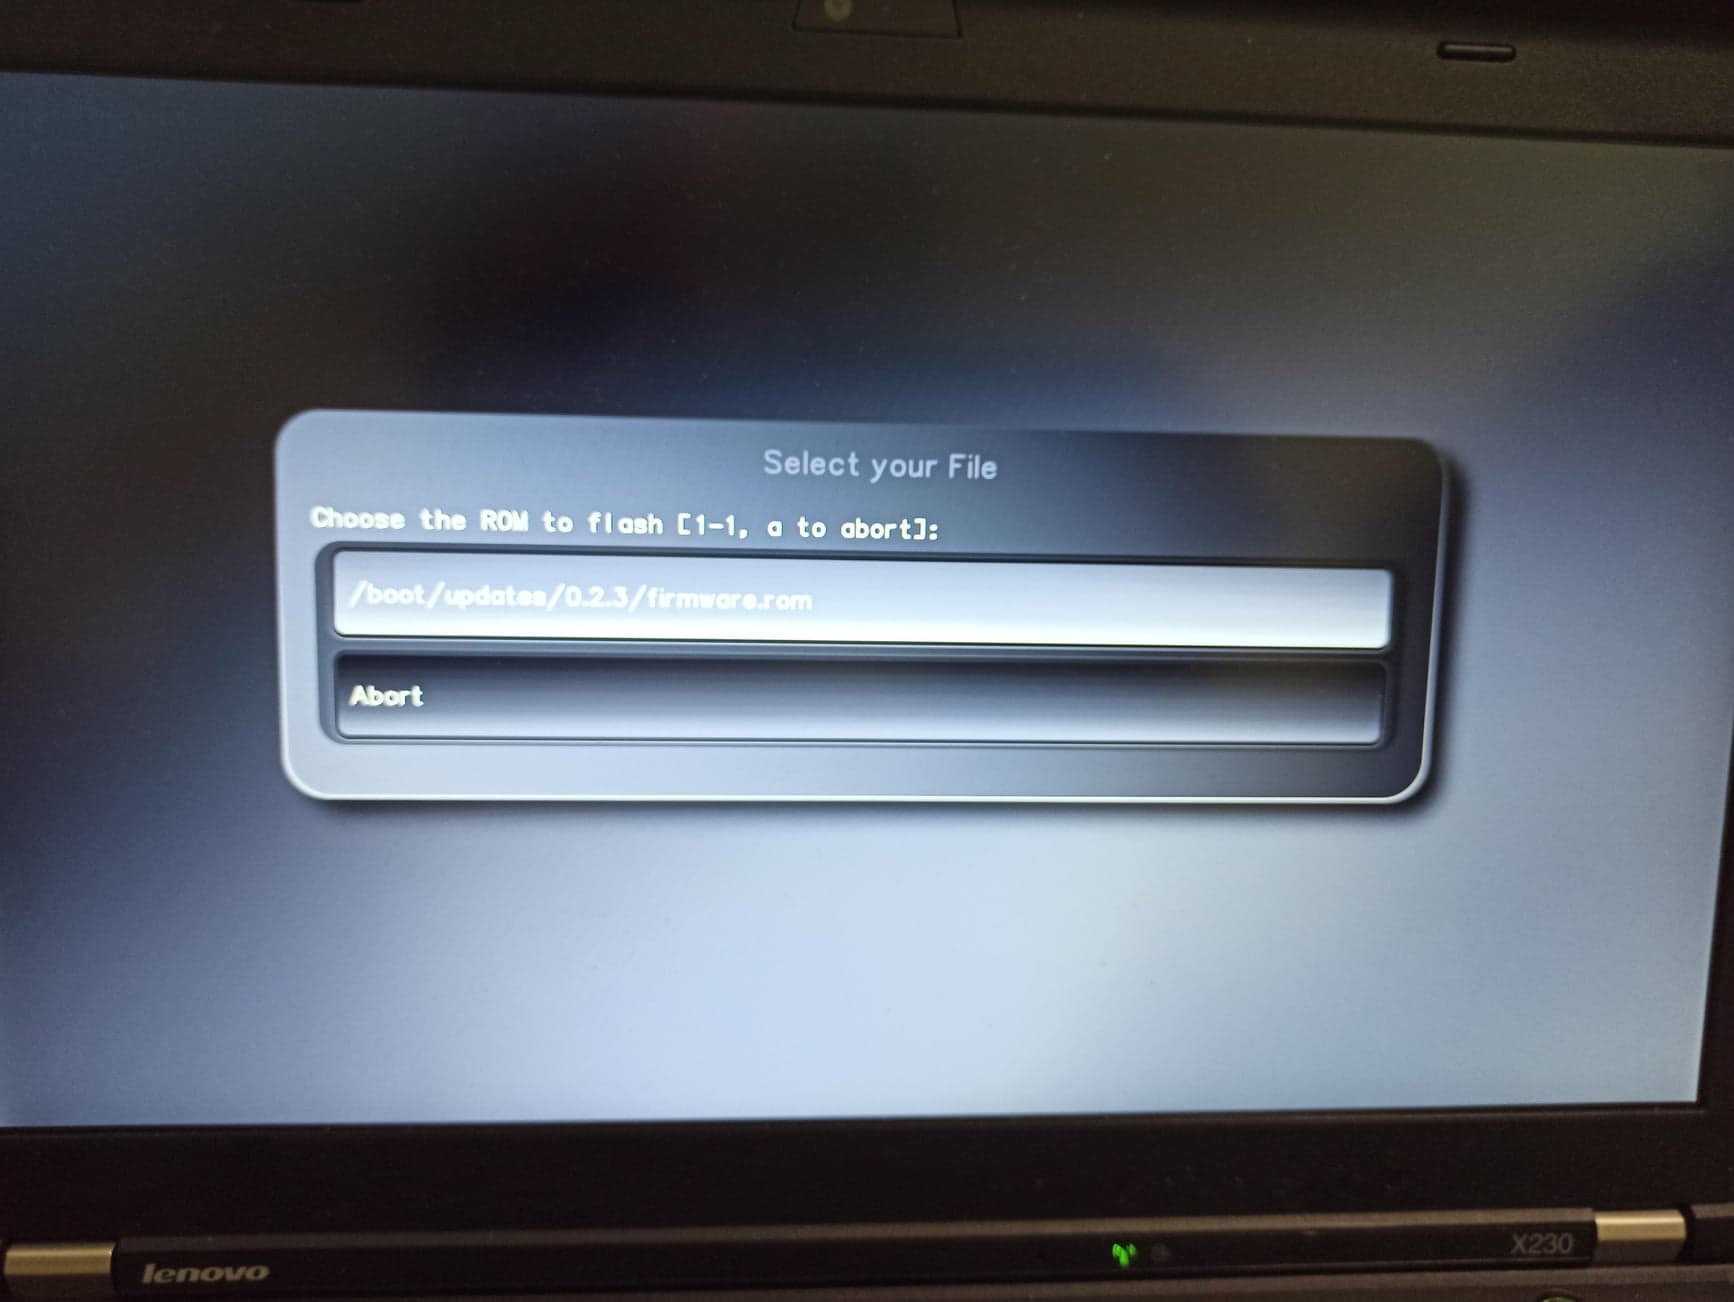 Select your File
Choose the ROM to flash [1-1, a to abort]:
/boot/updates/0.2.3/firmware.rom
Abort
lenovo
X230